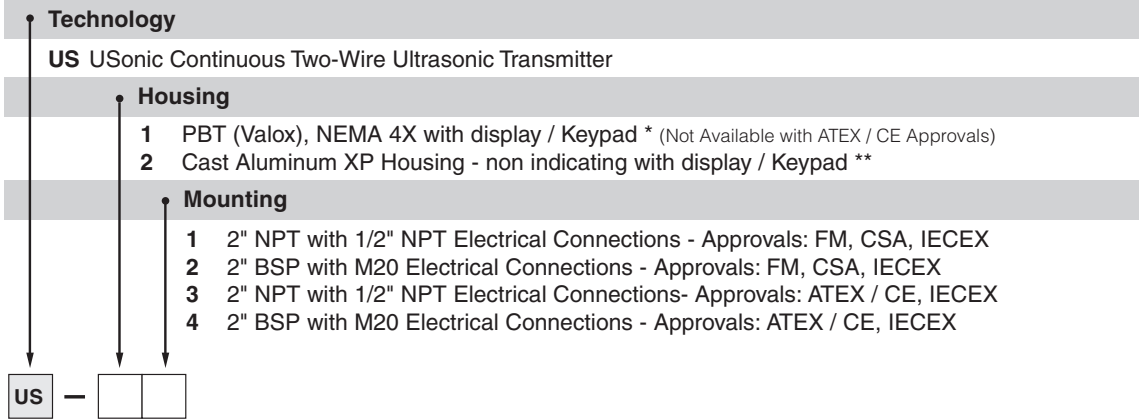 Technology
US USonic Continuous Two-Wire Ultrasonic Transmitter
Housing
1 PBT (Valox), NEMA 4X with display / Keypad * (Not Available with ATEX / CE Approvals)
2 Cast Aluminum XP Housing - non indicating with display / Keypad **
Mounting
1 2" NPT with 1/2" NPT Electrical Connections - Approvals: FM, CSA, IECEX
2 2" BSP with M20 Electrical Connections - Approvals: FM, CSA, IECEX
3 2" NPT with 1/2" NPT Electrical Connections- Approvals: ATEX / CE, IECEX
4 2" BSP with M20 Electrical Connections - Approvals: ATEX / CE, IECEX
US –